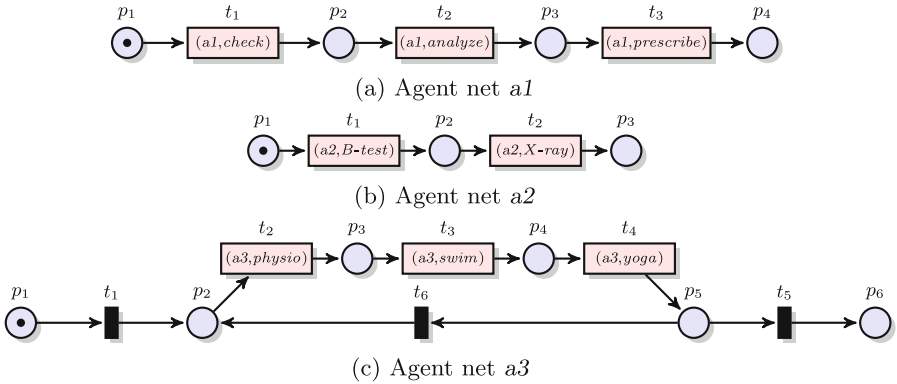 p1 t1 p2 t2 p3 t3 p4
(a1,check) (a1,analyze) (a1,prescribe)
(a) Agent net a1
p1 t1 p2 t2 p3
(a2,B-test) (a2,X-ray)
(b) Agent net a2
t2 p3 t3 p4 t4
(a3,physio) (a3,swim) (a3,yoga)
p1 t1 p2 t6 p5 t5 p6
(c) Agent net a3